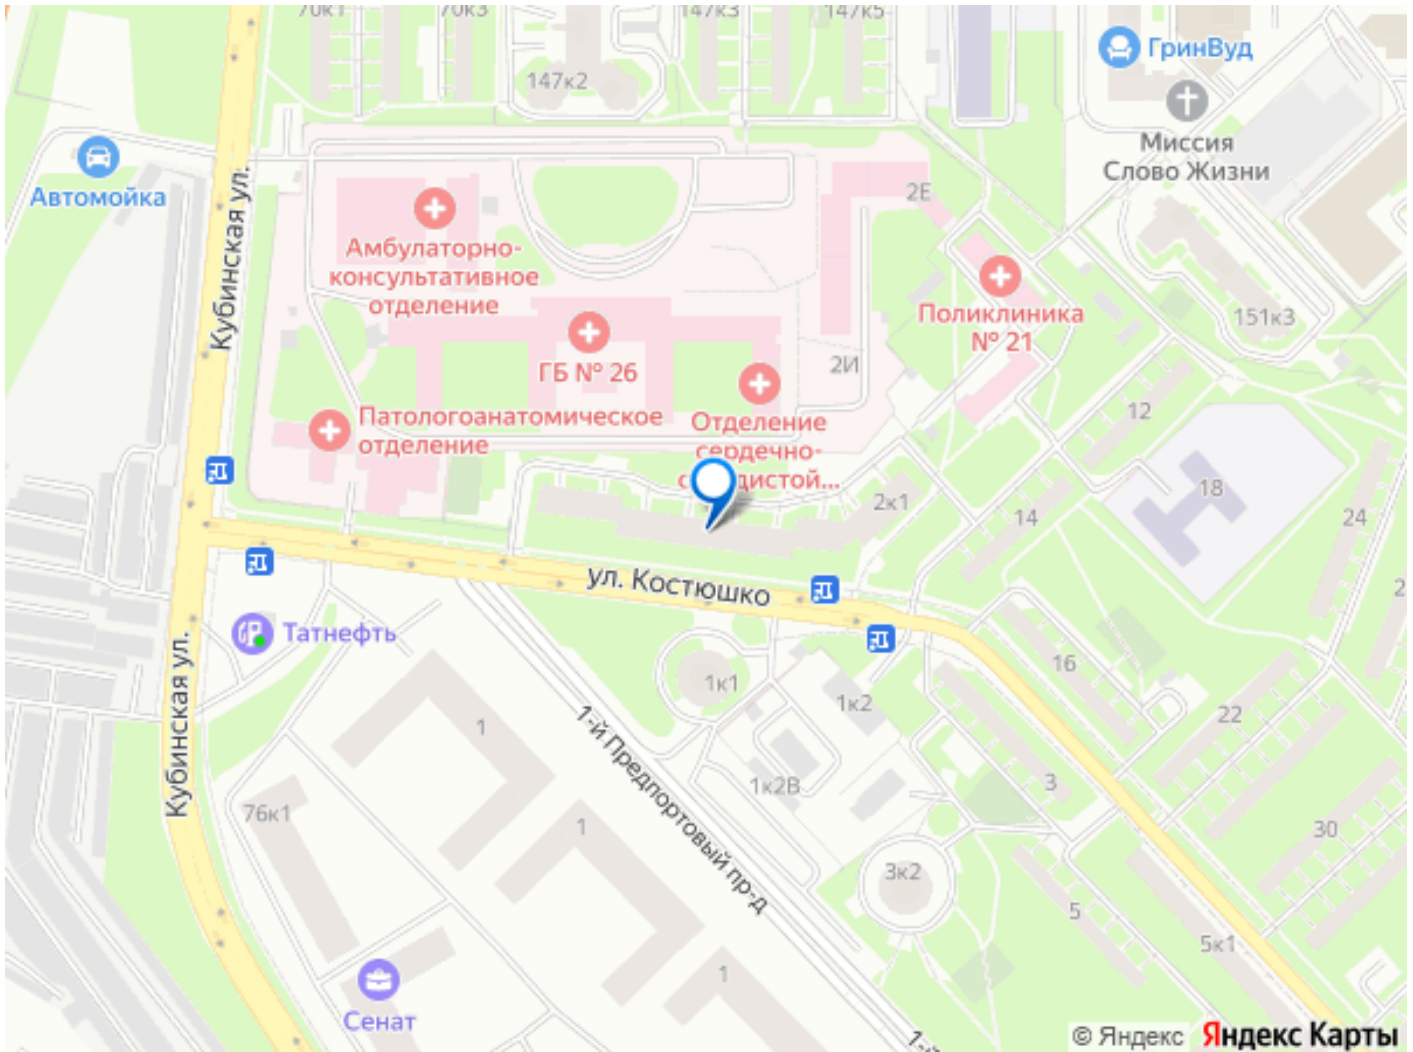 70к1
70к3
147к3
147к5
147к2
ГринВуд
Миссия
Слово Жизни
Автомойка
Кубинская ул.
Амбулаторно-
консультативное
отделение
2Е
Поликлиника
№ 21
151к3
ГБ № 26
2И
Патологоанатомическое
отделение
Отделение
сердечно-
12
2к1
14
18
24
ул. Костюшко
Татнефть
Кубинская ул.
1
1к1
1к2
16
22
1-й Предпортовый пр-д
1к2В
3
76к1
1
30
3к2
5
5к1
1
Сенат
1-й
© Яндекс
Яндекс Карты